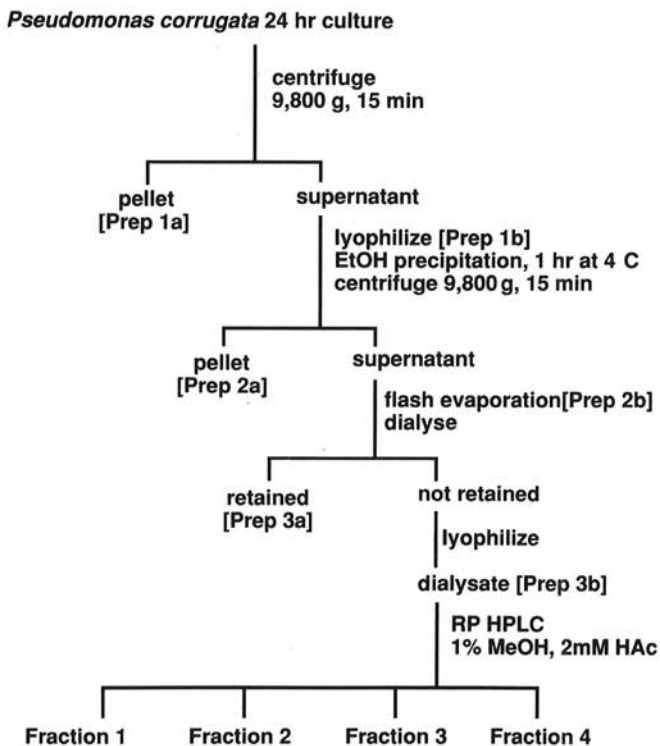 Pseudomonas corrugata 24 hr culture
centrifuge
9,800 g, 15 min
pellet
[Prep 1a]
supernatant
lyophilize [Prep 1b]
EtOH precipitation, 1 hr at 4 C
centrifuge 9,800 g, 15 min
pellet
[Prep 2a]
supernatant
flash evaporation[Prep 2b]
dialyse
retained
[Prep 3a]
not retained
lyophilize
dialysate [Prep 3b]
RP HPLC
1% MeOH, 2mM HAc
Fraction 1 Fraction 2 Fraction 3 Fraction 4